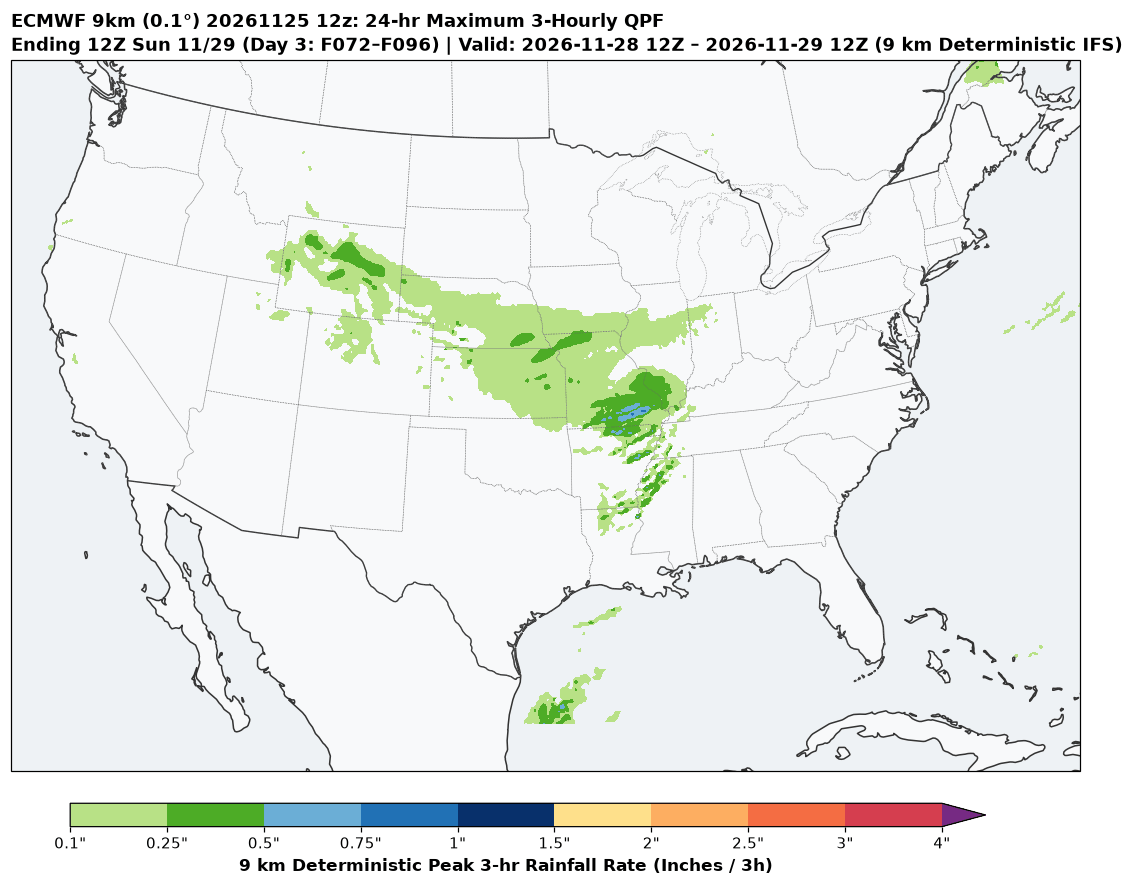 ECMWF 9km (0.1°) 20261125 12z: 24-hr Maximum 3-Hourly QPF
Ending 12Z Sun 11/29 (Day 3: F072–F096) | Valid: 2026-11-28 12Z – 2026-11-29 12Z (9 km Deterministic IFS)
0.1" 0.25" 0.5" 0.75" 1" 1.5" 2" 2.5" 3" 4"
9 km Deterministic Peak 3-hr Rainfall Rate (Inches / 3h)